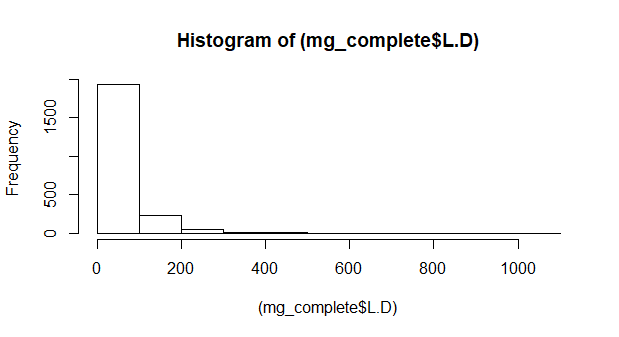 Histogram of (mg_complete$L.D)
Frequency
1500
500
0
0 200 400 600 800 1000
(mg_complete$L.D)